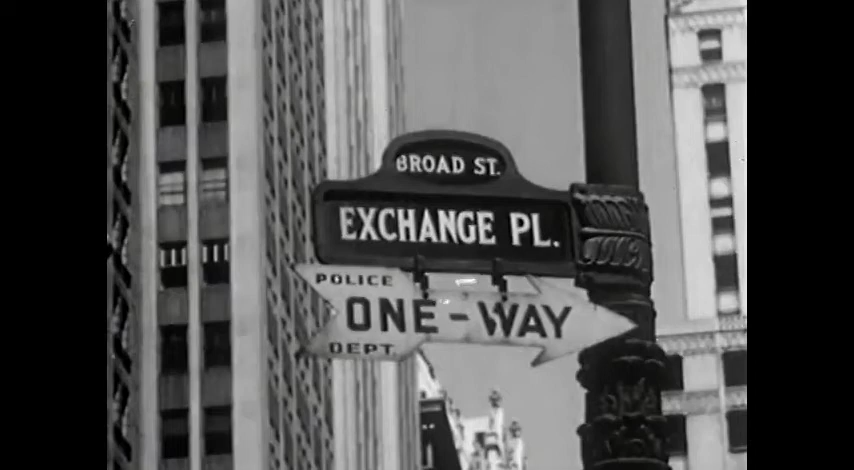 BROAD ST.
EXCHANGE PL.
POLICE
ONE-WAY
DEPT.